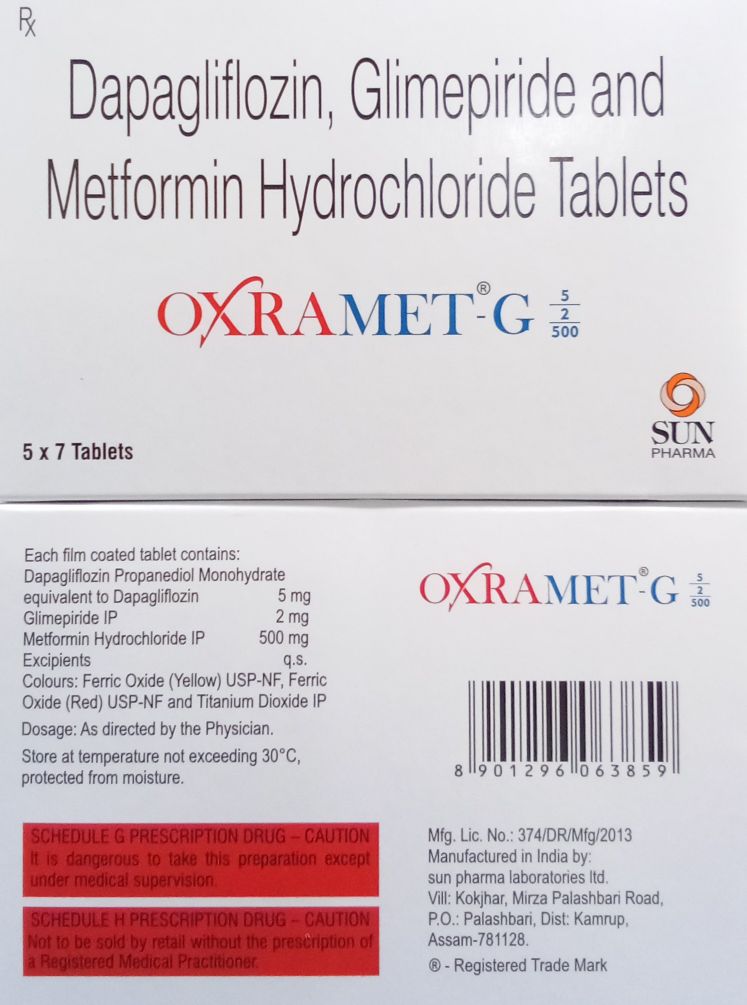 Rx
Dapagliflozin, Glimepiride and
Metformin Hydrochloride Tablets
OXRAMET®-G 5/2/500
5 x 7 Tablets
SUN
PHARMA
Each film coated tablet contains:
Dapagliflozin Propanediol Monohydrate
equivalent to Dapagliflozin 5 mg
Glimepiride IP 2 mg
Metformin Hydrochloride IP 500 mg
Excipients q.s.
Colours: Ferric Oxide (Yellow) USP-NF, Ferric
Oxide (Red) USP-NF and Titanium Dioxide IP
Dosage: As directed by the Physician.
Store at temperature not exceeding 30°C,
protected from moisture.
SCHEDULE G PRESCRIPTION DRUG – CAUTION
It is dangerous to take this preparation except
under medical supervision.
SCHEDULE H PRESCRIPTION DRUG – CAUTION
Not to be sold by retail without the prescription of
a Registered Medical Practitioner.
OXRAMET®-G 5/2/500
8 901296 063859
Mfg. Lic. No.: 374/DR/Mfg/2013
Manufactured in India by:
sun pharma laboratories ltd.
Vill: Kokjhar, Mirza Palashbari Road,
P.O.: Palashbari, Dist: Kamrup,
Assam-781128.
® - Registered Trade Mark